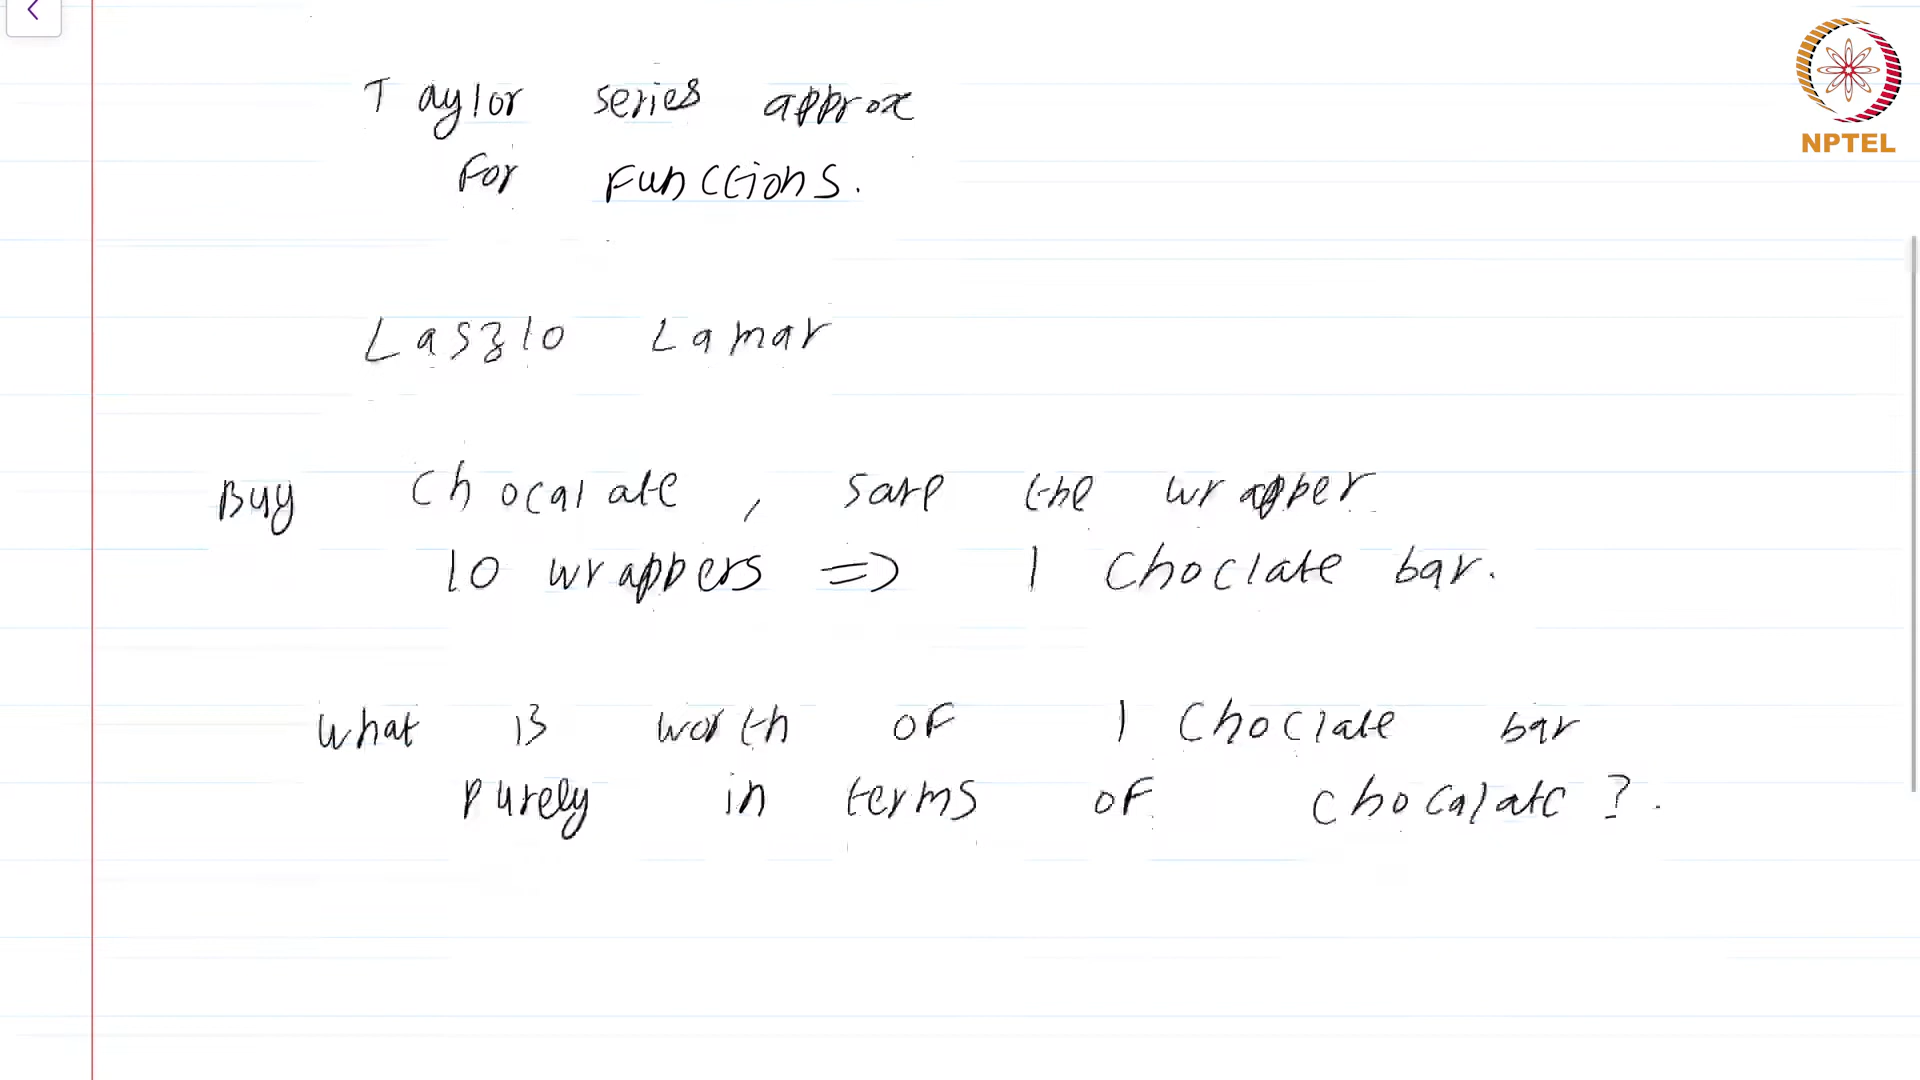 Taylor series approx
NPTEL
For Functions.
Laszlo Lamar
Buy chocalate, save the wrapper
10 wrappers => 1 Choclate bar.
What is worth of 1 Choclate bar
purely in terms of chocalate?.